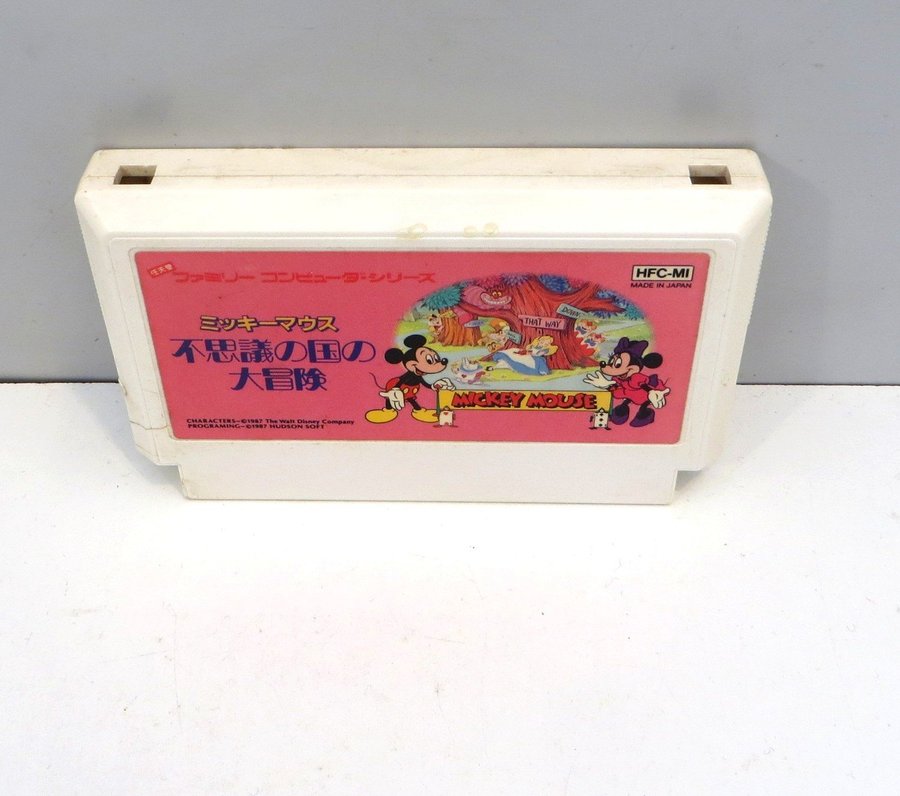 任天堂
ファミリー コンピュータ・シリーズ
HFC-MI
MADE IN JAPAN
ミッキーマウス
不思議の国の
大冒険
THAT WAY
DOWN
MICKEY MOUSE
CHARACTERS-©1987 The Walt Disney Company
PROGRAMING-©1987 HUDSON SOFT